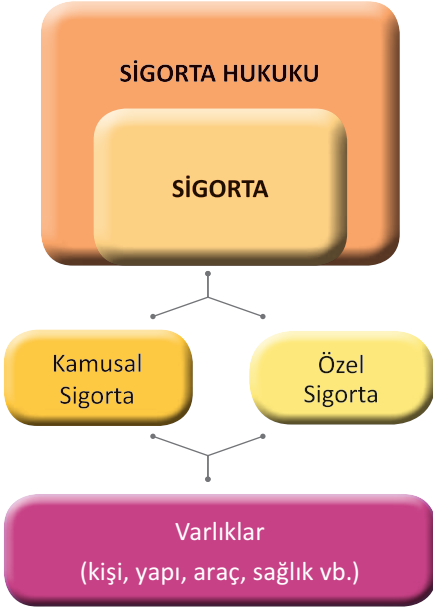 SİGORTA HUKUKU
SİGORTA
Kamusal
Sigorta
Özel
Sigorta
Varlıklar
(kişi, yapı, araç, sağlık vb.)